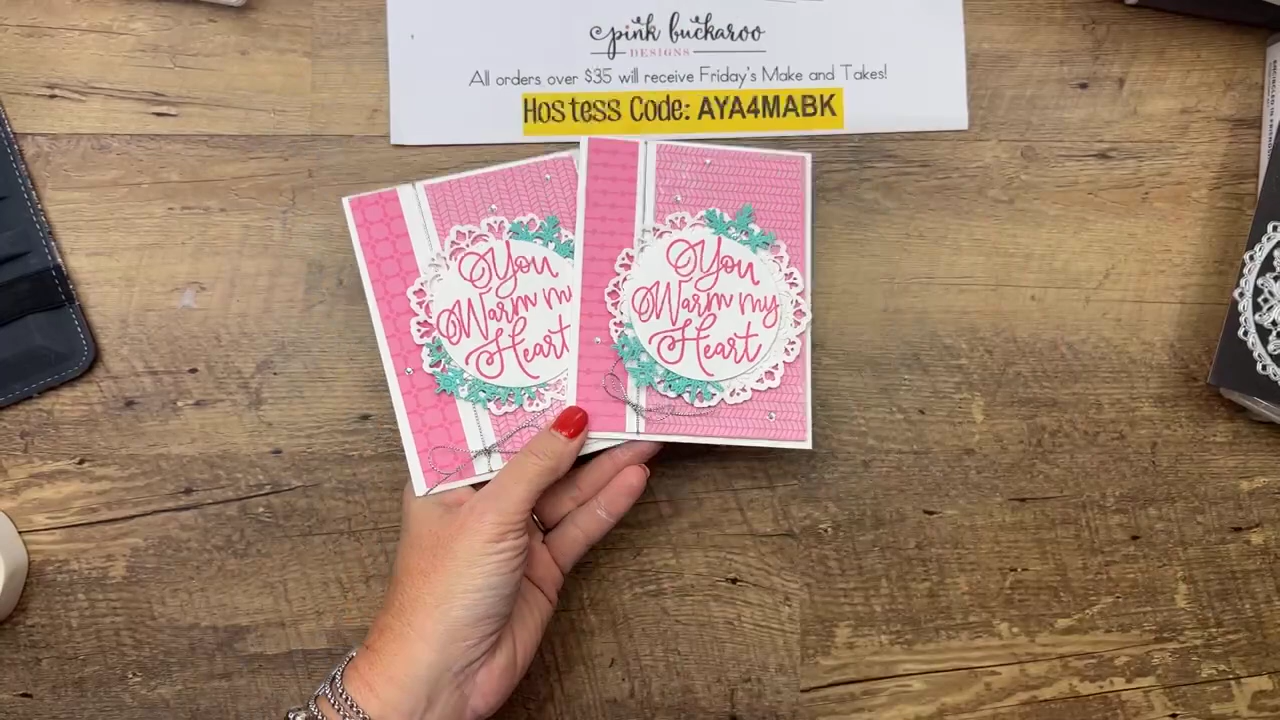 pink buckaroo
DESIGNS
All orders over $35 will receive Friday's Make and Takes!
Hostess Code: AYA4MABK
You
Warm m
Heart
You
Warm my
Heart